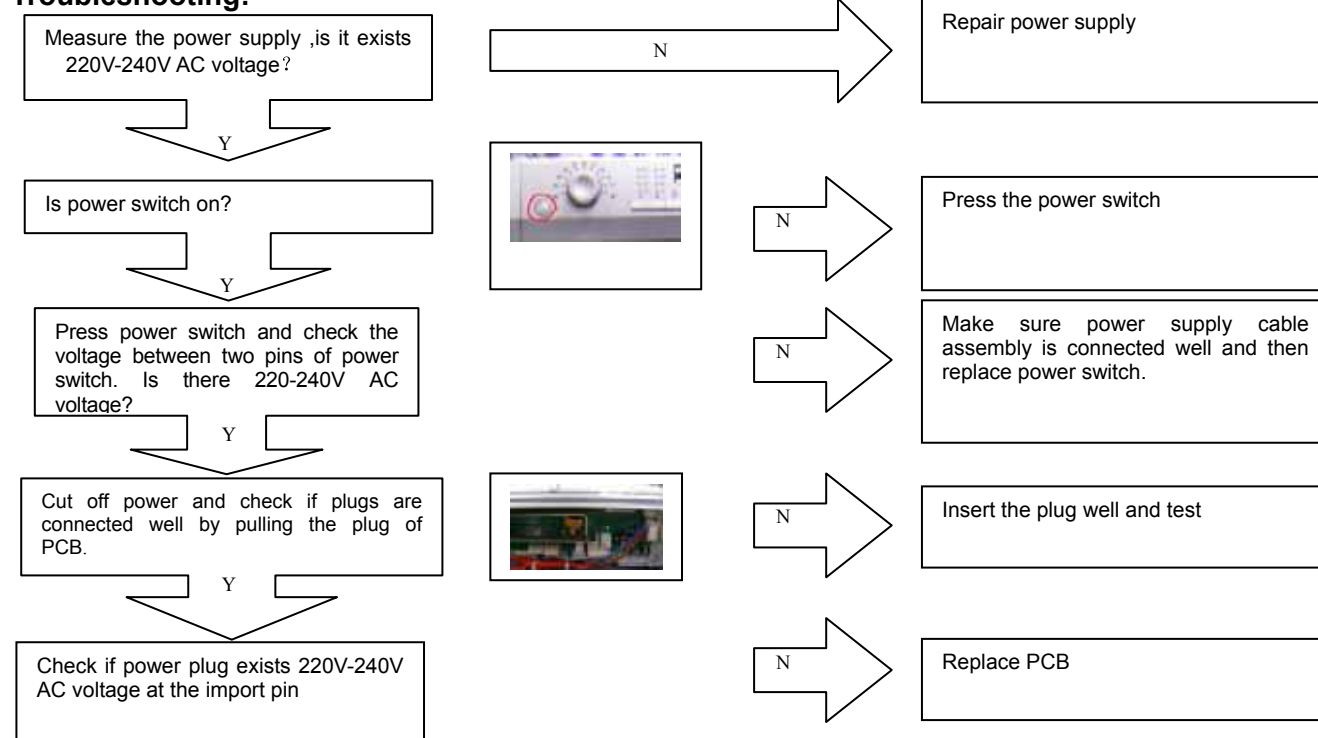 Troubleshooting:
Measure the power supply ,is it exists
220V-240V AC voltage？
N
Repair power supply
Y
Is power switch on?
N
Press the power switch
Y
Press power switch and check the
voltage between two pins of power
switch. Is there 220-240V AC
voltage?
N
Make sure power supply cable
assembly is connected well and then
replace power switch.
Y
Cut off power and check if plugs are
connected well by pulling the plug of
PCB.
N
Insert the plug well and test
Y
Check if power plug exists 220V-240V
AC voltage at the import pin
N
Replace PCB